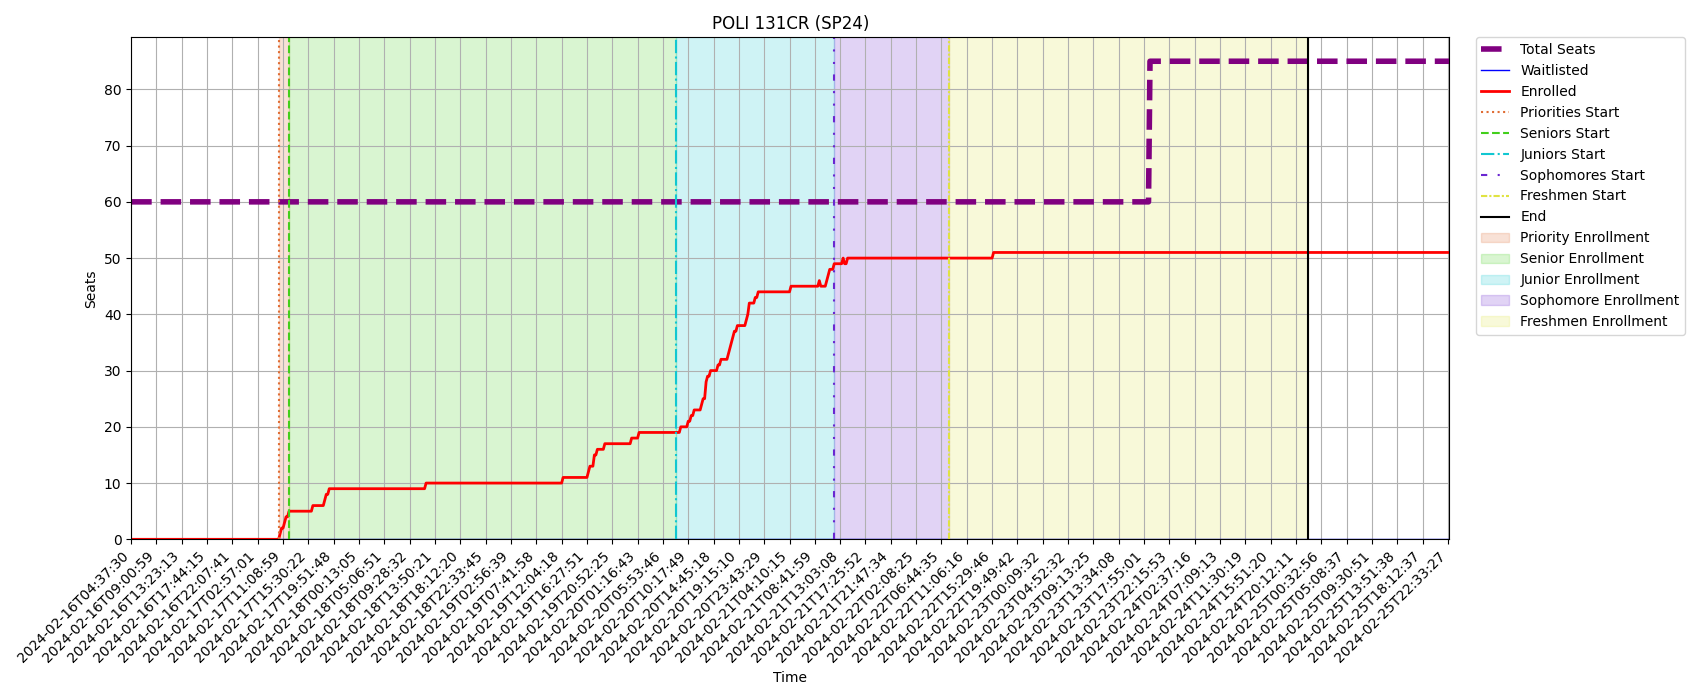 POLI 131CR (SP24)
Total Seats
Waitlisted
Enrolled
Priorities Start
Seniors Start
Juniors Start
Sophomores Start
Freshmen Start
End
Priority Enrollment
Senior Enrollment
Junior Enrollment
Sophomore Enrollment
Freshmen Enrollment
Seats
80
70
60
50
40
30
20
10
0
2024-02-16T04:37:30
2024-02-16T09:00:59
2024-02-16T13:23:13
2024-02-16T17:44:15
2024-02-16T22:07:41
2024-02-17T02:57:01
2024-02-17T11:08:59
2024-02-17T15:30:22
2024-02-17T19:51:48
2024-02-18T00:13:05
2024-02-18T05:06:51
2024-02-18T09:28:32
2024-02-18T13:50:21
2024-02-18T18:12:20
2024-02-18T22:33:45
2024-02-19T02:56:39
2024-02-19T07:41:58
2024-02-19T12:04:18
2024-02-19T16:27:51
2024-02-19T20:52:25
2024-02-20T01:16:43
2024-02-20T05:53:46
2024-02-20T10:17:49
2024-02-20T14:45:18
2024-02-20T19:15:10
2024-02-20T23:43:29
2024-02-21T04:10:15
2024-02-21T08:41:59
2024-02-21T13:03:08
2024-02-21T17:25:52
2024-02-21T21:47:34
2024-02-22T02:08:25
2024-02-22T06:44:35
2024-02-22T11:06:16
2024-02-22T15:29:46
2024-02-22T19:49:42
2024-02-23T00:09:32
2024-02-23T04:52:32
2024-02-23T09:13:25
2024-02-23T13:34:08
2024-02-23T17:55:01
2024-02-23T22:15:53
2024-02-24T02:37:16
2024-02-24T07:09:13
2024-02-24T11:30:19
2024-02-24T15:51:20
2024-02-24T20:12:11
2024-02-25T00:32:56
2024-02-25T05:08:37
2024-02-25T09:30:51
2024-02-25T13:51:38
2024-02-25T18:12:37
2024-02-25T22:33:27
Time